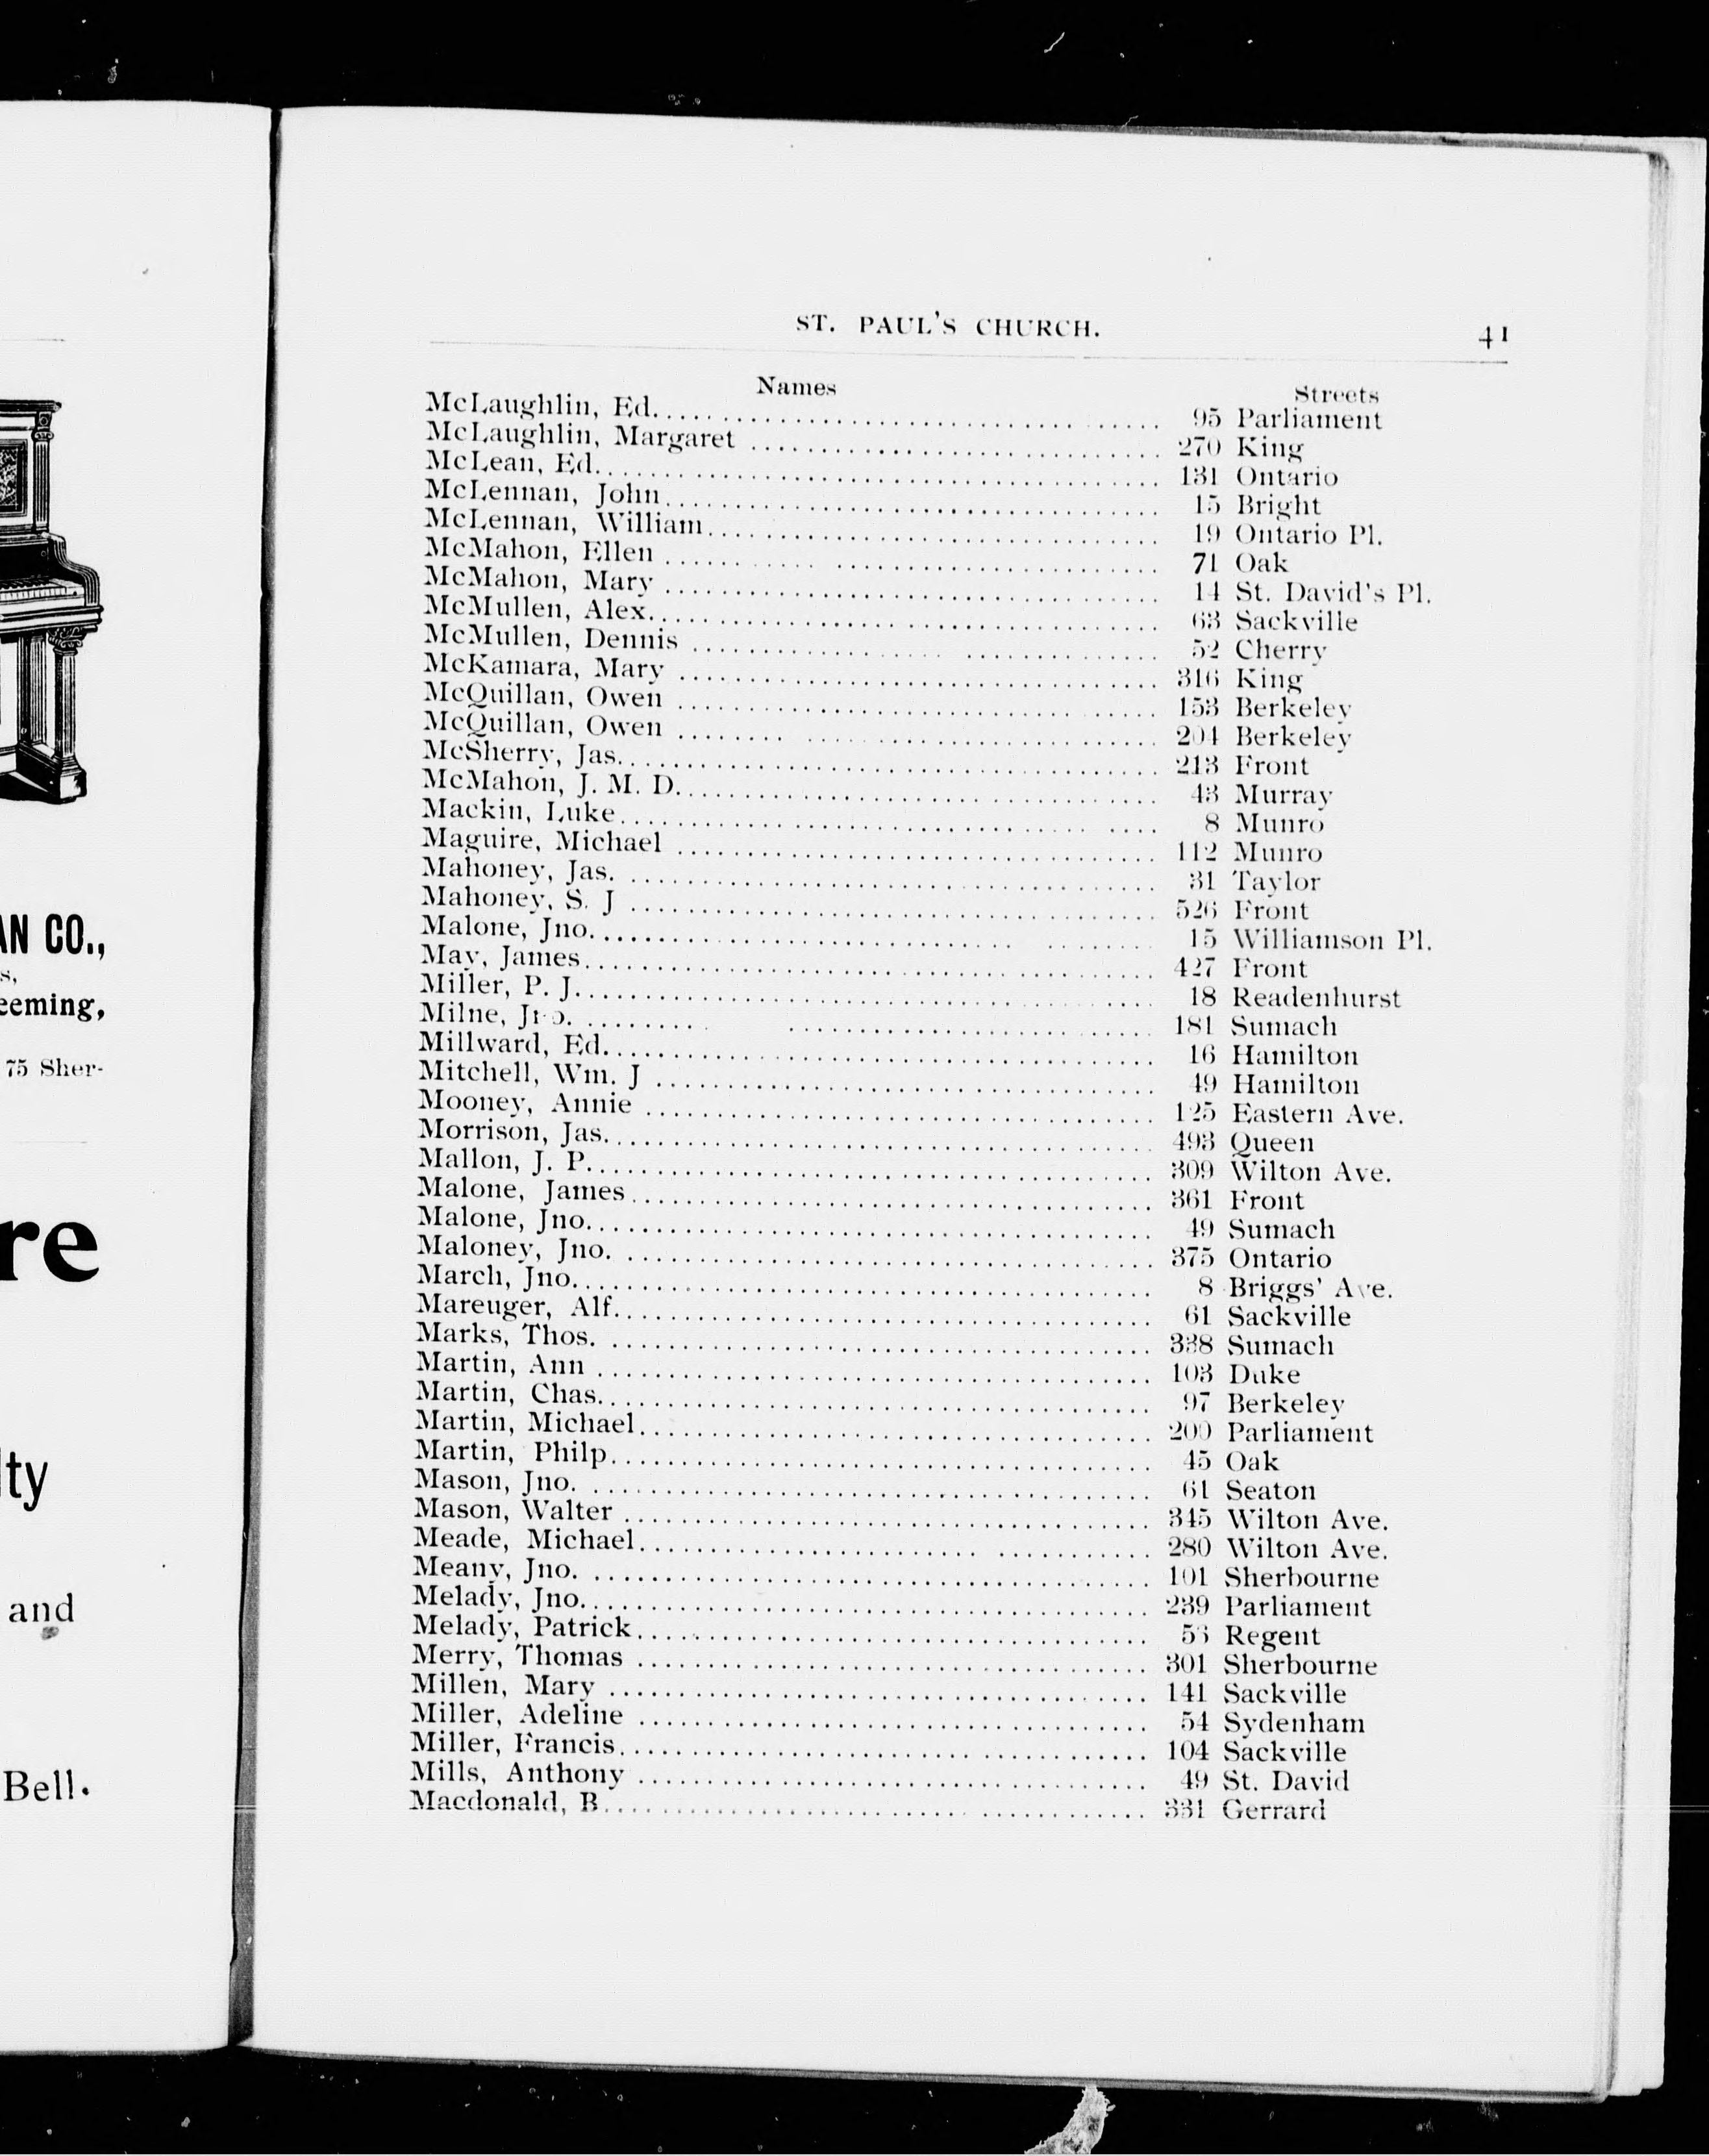 AN CO.,
s,
eeming,
75 Sher-
re
lty
and
Bell.
ST. PAUL'S CHURCH. 41
Names Streets
McLaughlin, Ed. 95 Parliament
McLaughlin, Margaret 270 King
McLean, Ed. 131 Ontario
McLennan, John 15 Bright
McLennan, William 19 Ontario Pl.
McMahon, Ellen 71 Oak
McMahon, Mary 14 St. David's Pl.
McMullen, Alex. 63 Sackville
McMullen, Dennis 52 Cherry
McKamara, Mary 316 King
McQuillan, Owen 153 Berkeley
McQuillan, Owen 204 Berkeley
McSherry, Jas. 213 Front
McMahon, J. M. D. 43 Murray
Mackin, Luke 8 Munro
Maguire, Michael 112 Munro
Mahoney, Jas. 31 Taylor
Mahoney, S. J 526 Front
Malone, Jno. 15 Williamson Pl.
May, James 427 Front
Miller, P. J. 18 Readenhurst
Milne, Jno. 181 Sumach
Millward, Ed. 16 Hamilton
Mitchell, Wm. J 49 Hamilton
Mooney, Annie 125 Eastern Ave.
Morrison, Jas. 493 Queen
Mallon, J. P. 309 Wilton Ave.
Malone, James 361 Front
Malone, Jno. 49 Sumach
Maloney, Jno. 375 Ontario
March, Jno. 8 Briggs' Ave.
Mareuger, Alf. 61 Sackville
Marks, Thos. 338 Sumach
Martin, Ann 103 Duke
Martin, Chas. 97 Berkeley
Martin, Michael 200 Parliament
Martin, Philp 45 Oak
Mason, Jno. 61 Seaton
Mason, Walter 345 Wilton Ave.
Meade, Michael 280 Wilton Ave.
Meany, Jno. 101 Sherbourne
Melady, Jno. 239 Parliament
Melady, Patrick Regent
Merry, Thomas 301 Sherbourne
Millen, Mary 141 Sackville
Miller, Adeline 54 Sydenham
Miller, Francis 104 Sackville
Mills, Anthony 49 St. David
Macdonald, B 331 Gerrard